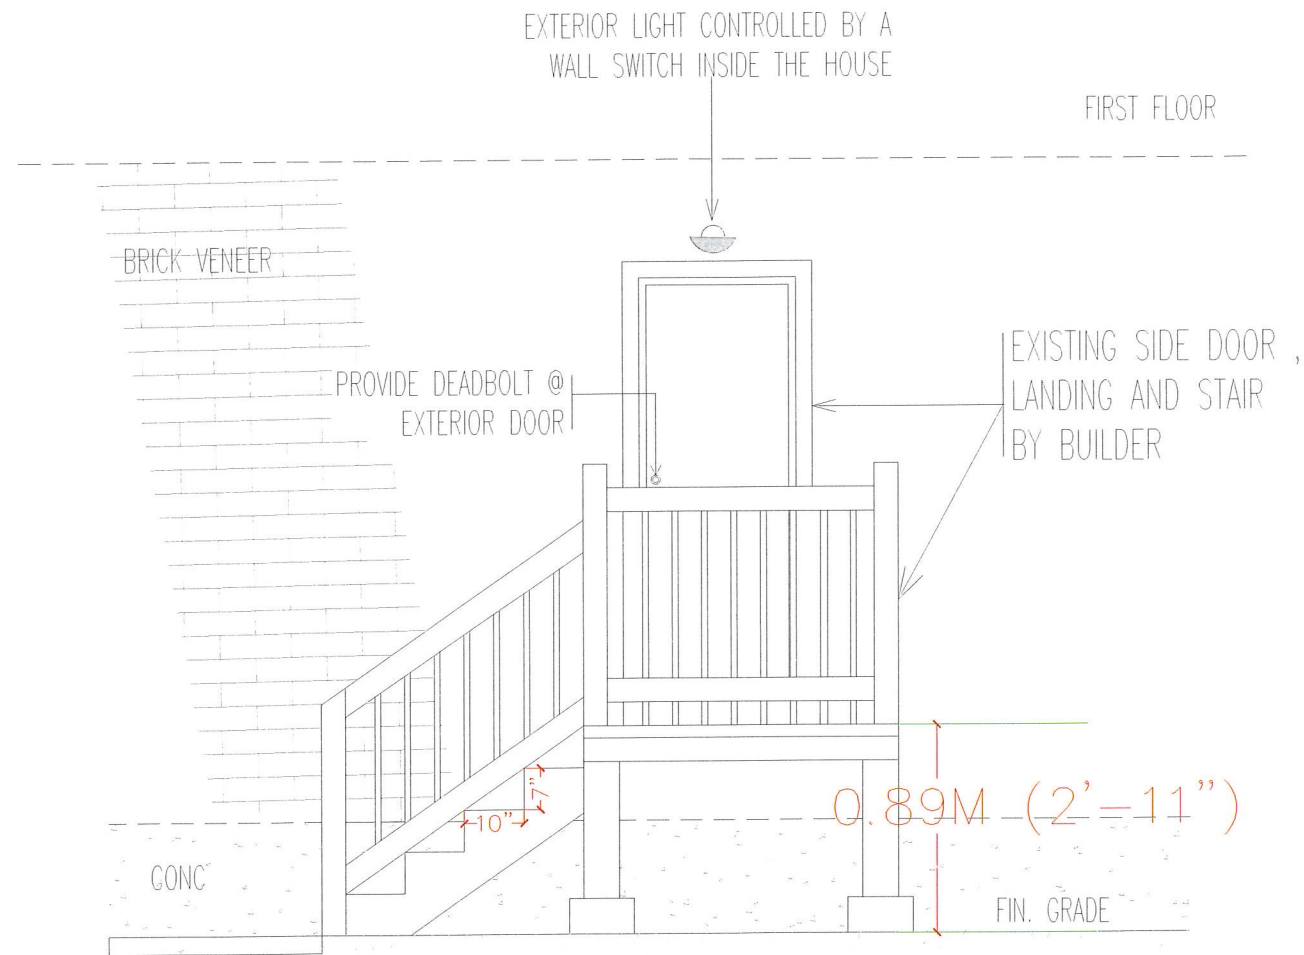 EXTERIOR LIGHT CONTROLLED BY A
WALL SWITCH INSIDE THE HOUSE
FIRST FLOOR
BRICK VENEER
PROVIDE DEADBOLT @
EXTERIOR DOOR
EXISTING SIDE DOOR ,
LANDING AND STAIR
BY BUILDER
7"
10"
0.89M (2'-11")
CONC
FIN. GRADE